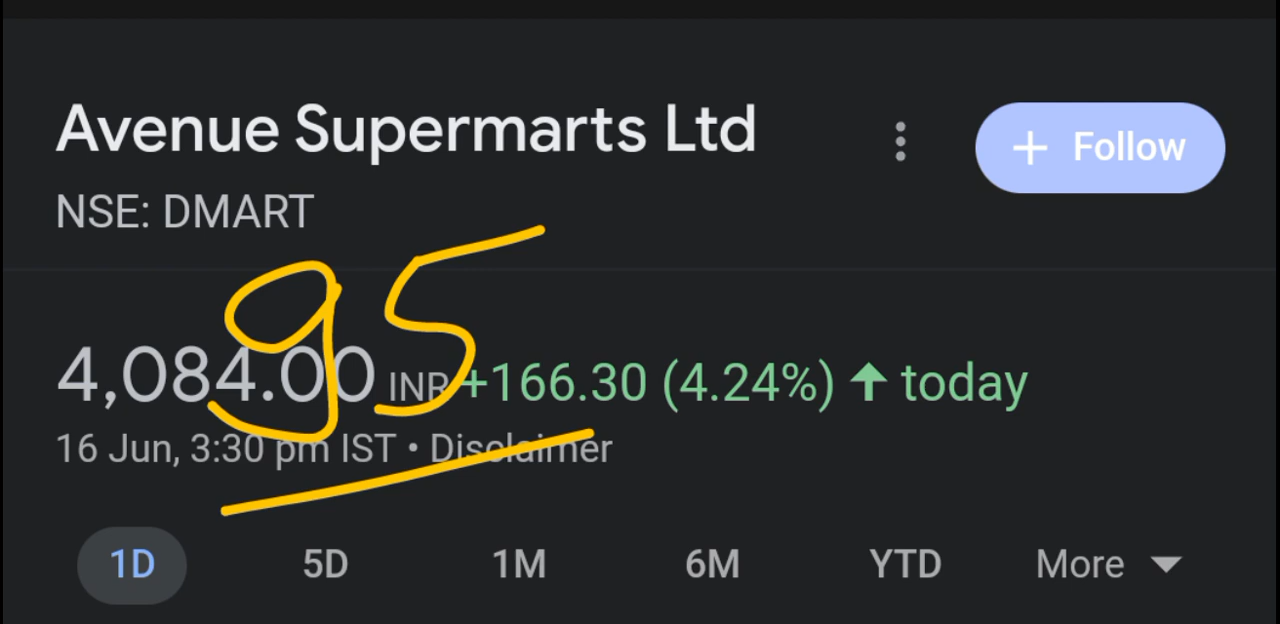 Avenue Supermarts Ltd
+ Follow
NSE: DMART
95
4,084.00 INR +166.30 (4.24%) ↑ today
16 Jun, 3:30 pm IST • Disclaimer
1D 5D 1M 6M YTD More